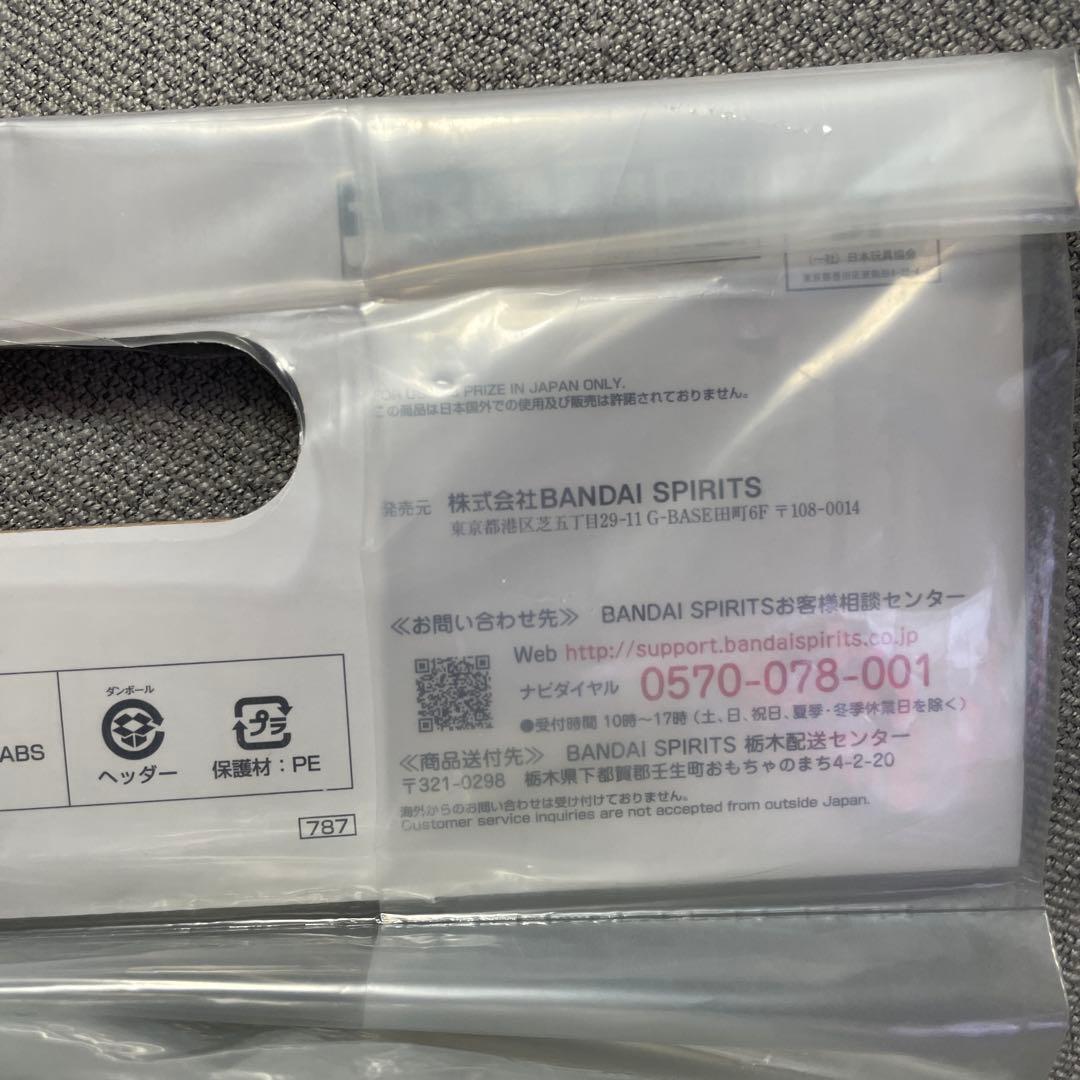 (一社)日本玩具協会
PRIZE IN JAPAN ONLY.
この商品は日本国外での使用及び販売は許諾されておりません。
発売元 株式会社BANDAI SPIRITS
東京都港区芝五丁目29-11 G-BASE田町6F 〒108-0014
≪お問い合わせ先≫ BANDAI SPIRITSお客様相談センター
Web http://support.bandaispirits.co.jp
ナビダイヤル 0570-078-001
●受付時間 10時〜17時(土、日、祝日、夏季・冬季休業日を除く)
≪商品送付先≫ BANDAI SPIRITS 栃木配送センター
〒321-0298 栃木県下都賀郡壬生町おもちゃのまち4-2-20
海外からのお問い合わせは受け付けておりません。
Customer service inquiries are not accepted from outside Japan.
ABS
ダンボール
ヘッダー
プラ
保護材:PE
787